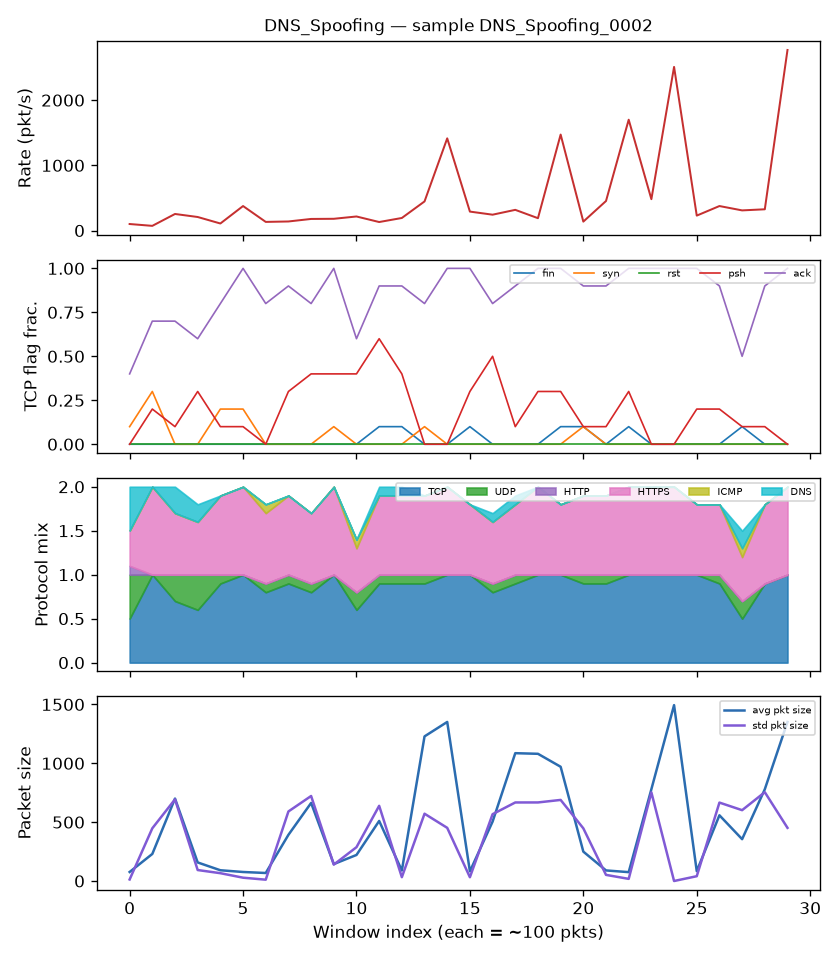 DNS_Spoofing — sample DNS_Spoofing_0002
Rate (pkt/s)
2000
1000
0
TCP flag frac.
1.00
0.75
0.50
0.25
0.00
fin syn rst psh ack
Protocol mix
2.0
1.5
1.0
0.5
0.0
TCP UDP HTTP HTTPS ICMP DNS
Packet size
1500
1000
500
0
avg pkt size
std pkt size
0 5 10 15 20 25 30
Window index (each = ~100 pkts)